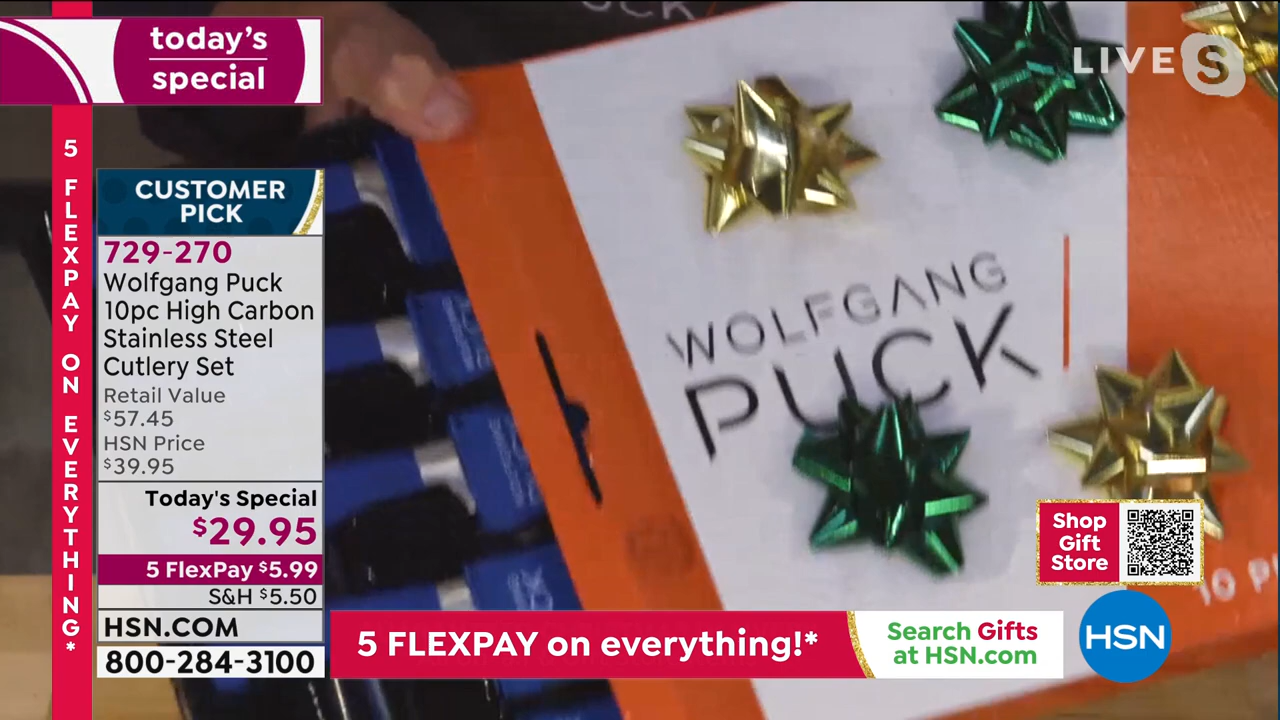 today's
special
LIVE S
5 FLEXPAY ON EVERYTHING*
CUSTOMER
PICK
729-270
Wolfgang Puck
10pc High Carbon
Stainless Steel
Cutlery Set
Retail Value
$57.45
HSN Price
$39.95
Today's Special
$29.95
5 FlexPay $5.99
S&H $5.50
HSN.COM
800-284-3100
WOLFGANG
PUCK
Shop
Gift
Store
10 P
5 FLEXPAY on everything!*
Search Gifts
at HSN.com
HSN